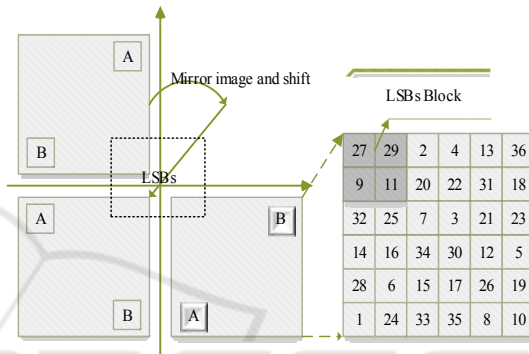 A
Mirror image and shift
B
LSBs
A
B
B
A
LSBs Block
27 29 2 4 13 36
9 11 20 22 31 18
32 25 7 3 21 23
14 16 34 30 12 5
28 6 15 17 26 19
1 24 33 35 8 10